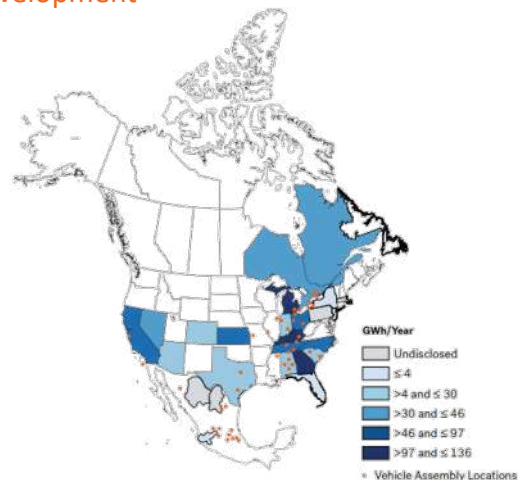 velopment
GWh/Year
Undisclosed
≤ 4
>4 and ≤ 30
>30 and ≤ 46
>46 and ≤ 97
>97 and ≤ 136
Vehicle Assembly Locations